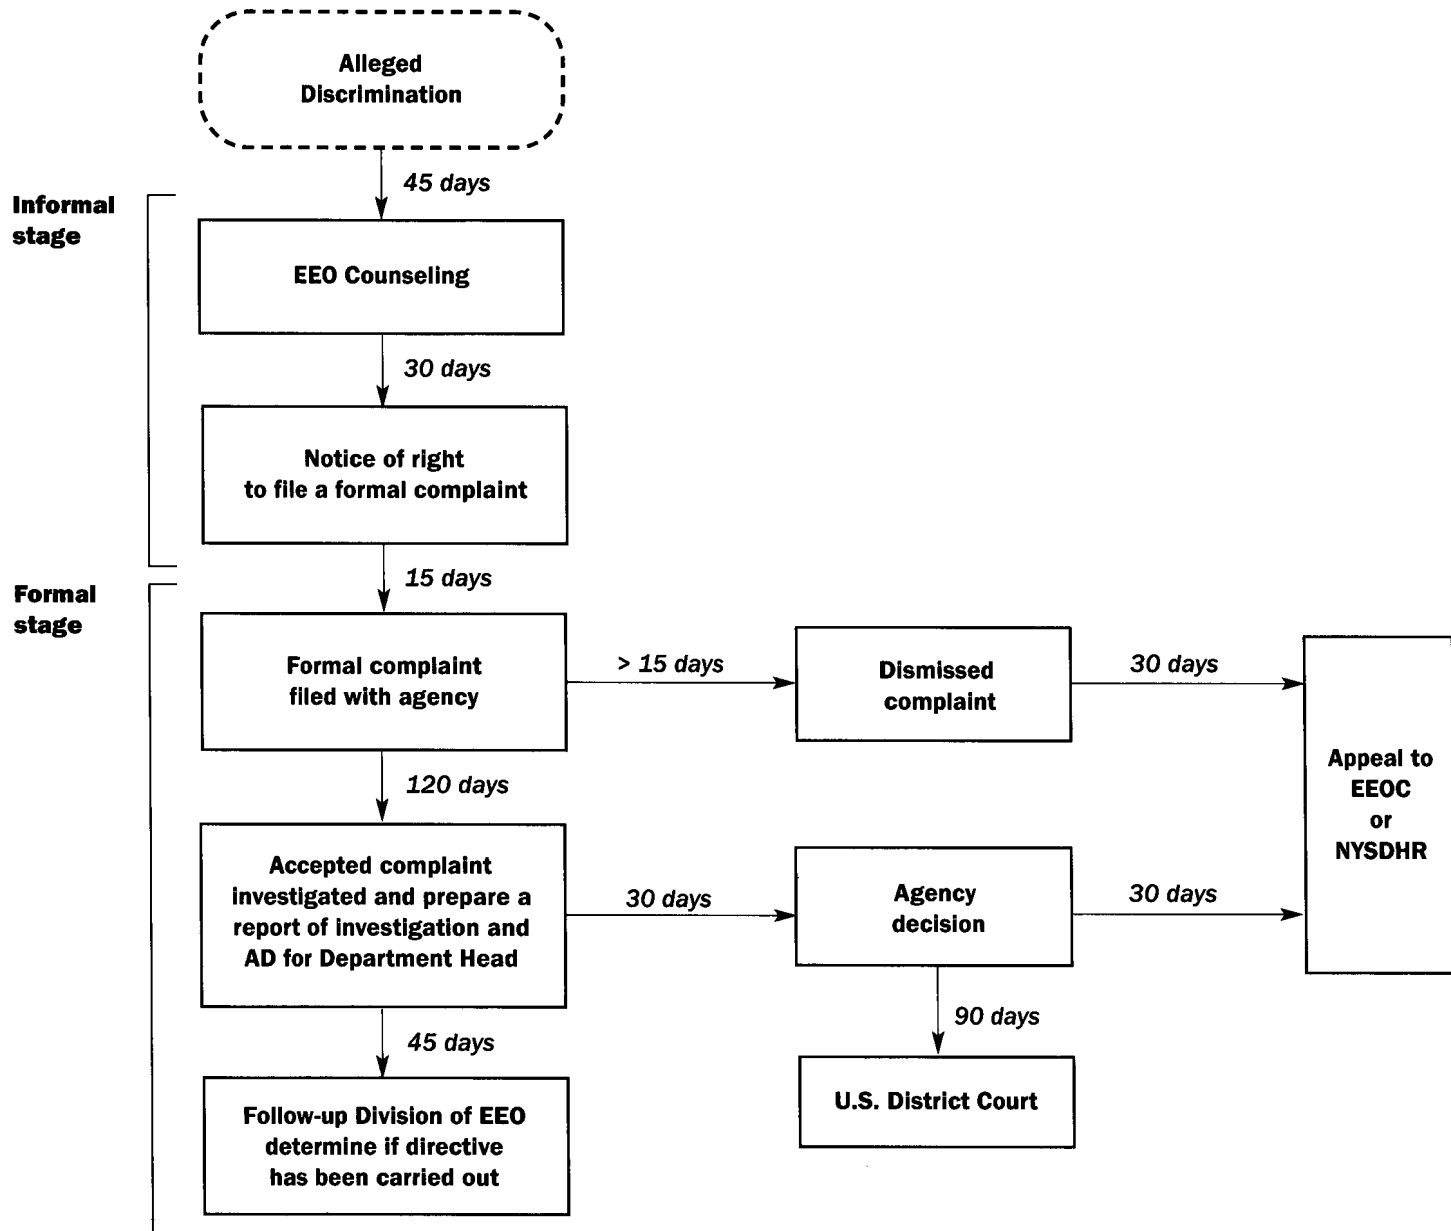 Alleged
Discrimination
45 days
Informal
stage
EEO Counseling
30 days
Notice of right
to file a formal complaint
15 days
Formal
stage
Formal complaint
filed with agency
> 15 days
Dismissed
complaint
30 days
Appeal to
EEOC
or
NYSDHR
120 days
Accepted complaint
investigated and prepare a
report of investigation and
AD for Department Head
30 days
Agency
decision
30 days
90 days
U.S. District Court
45 days
Follow-up Division of EEO
determine if directive
has been carried out